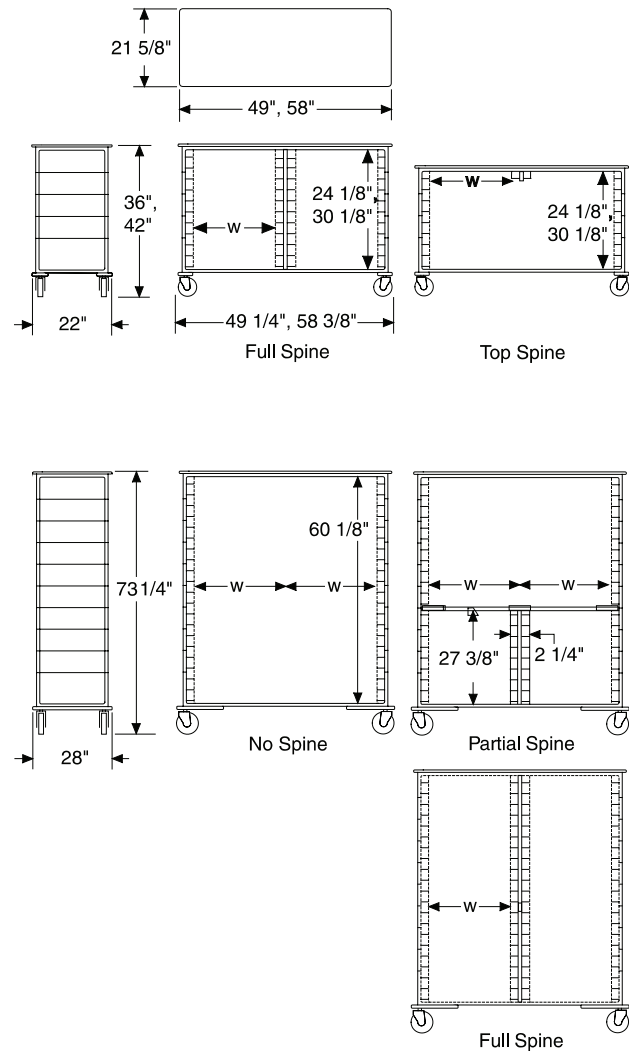 21 5/8"
49", 58"
36",
42"
24 1/8",
30 1/8"
W
W
24 1/8",
30 1/8"
22"
49 1/4", 58 3/8"
Full Spine
Top Spine
60 1/8"
73 1/4"
W
W
W
W
27 3/8"
2 1/4"
28"
No Spine
Partial Spine
W
Full Spine